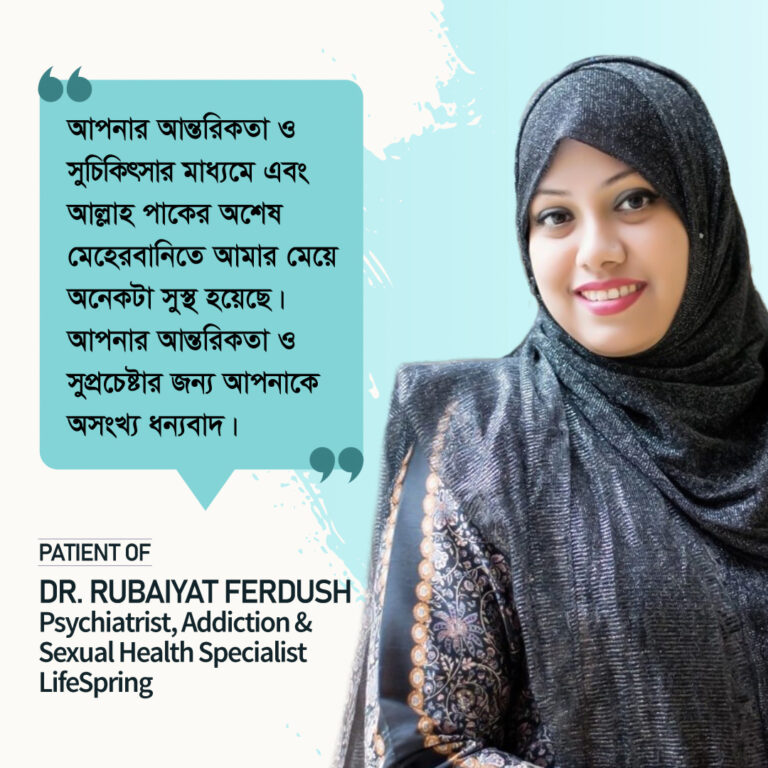 আপনার আন্তরিকতা ও
সুচিকিৎসার মাধ্যমে এবং
আল্লাহ পাকের অশেষ
মেহেরবানিতে আমার মেয়ে
অনেকটা সুস্থ হয়েছে।
আপনার আন্তরিকতা ও
সুপ্রচেষ্টার জন্য আপনাকে
অসংখ্য ধন্যবাদ।
PATIENT OF
DR. RUBAIYAT FERDUSH
Psychiatrist, Addiction &
Sexual Health Specialist
LifeSpring